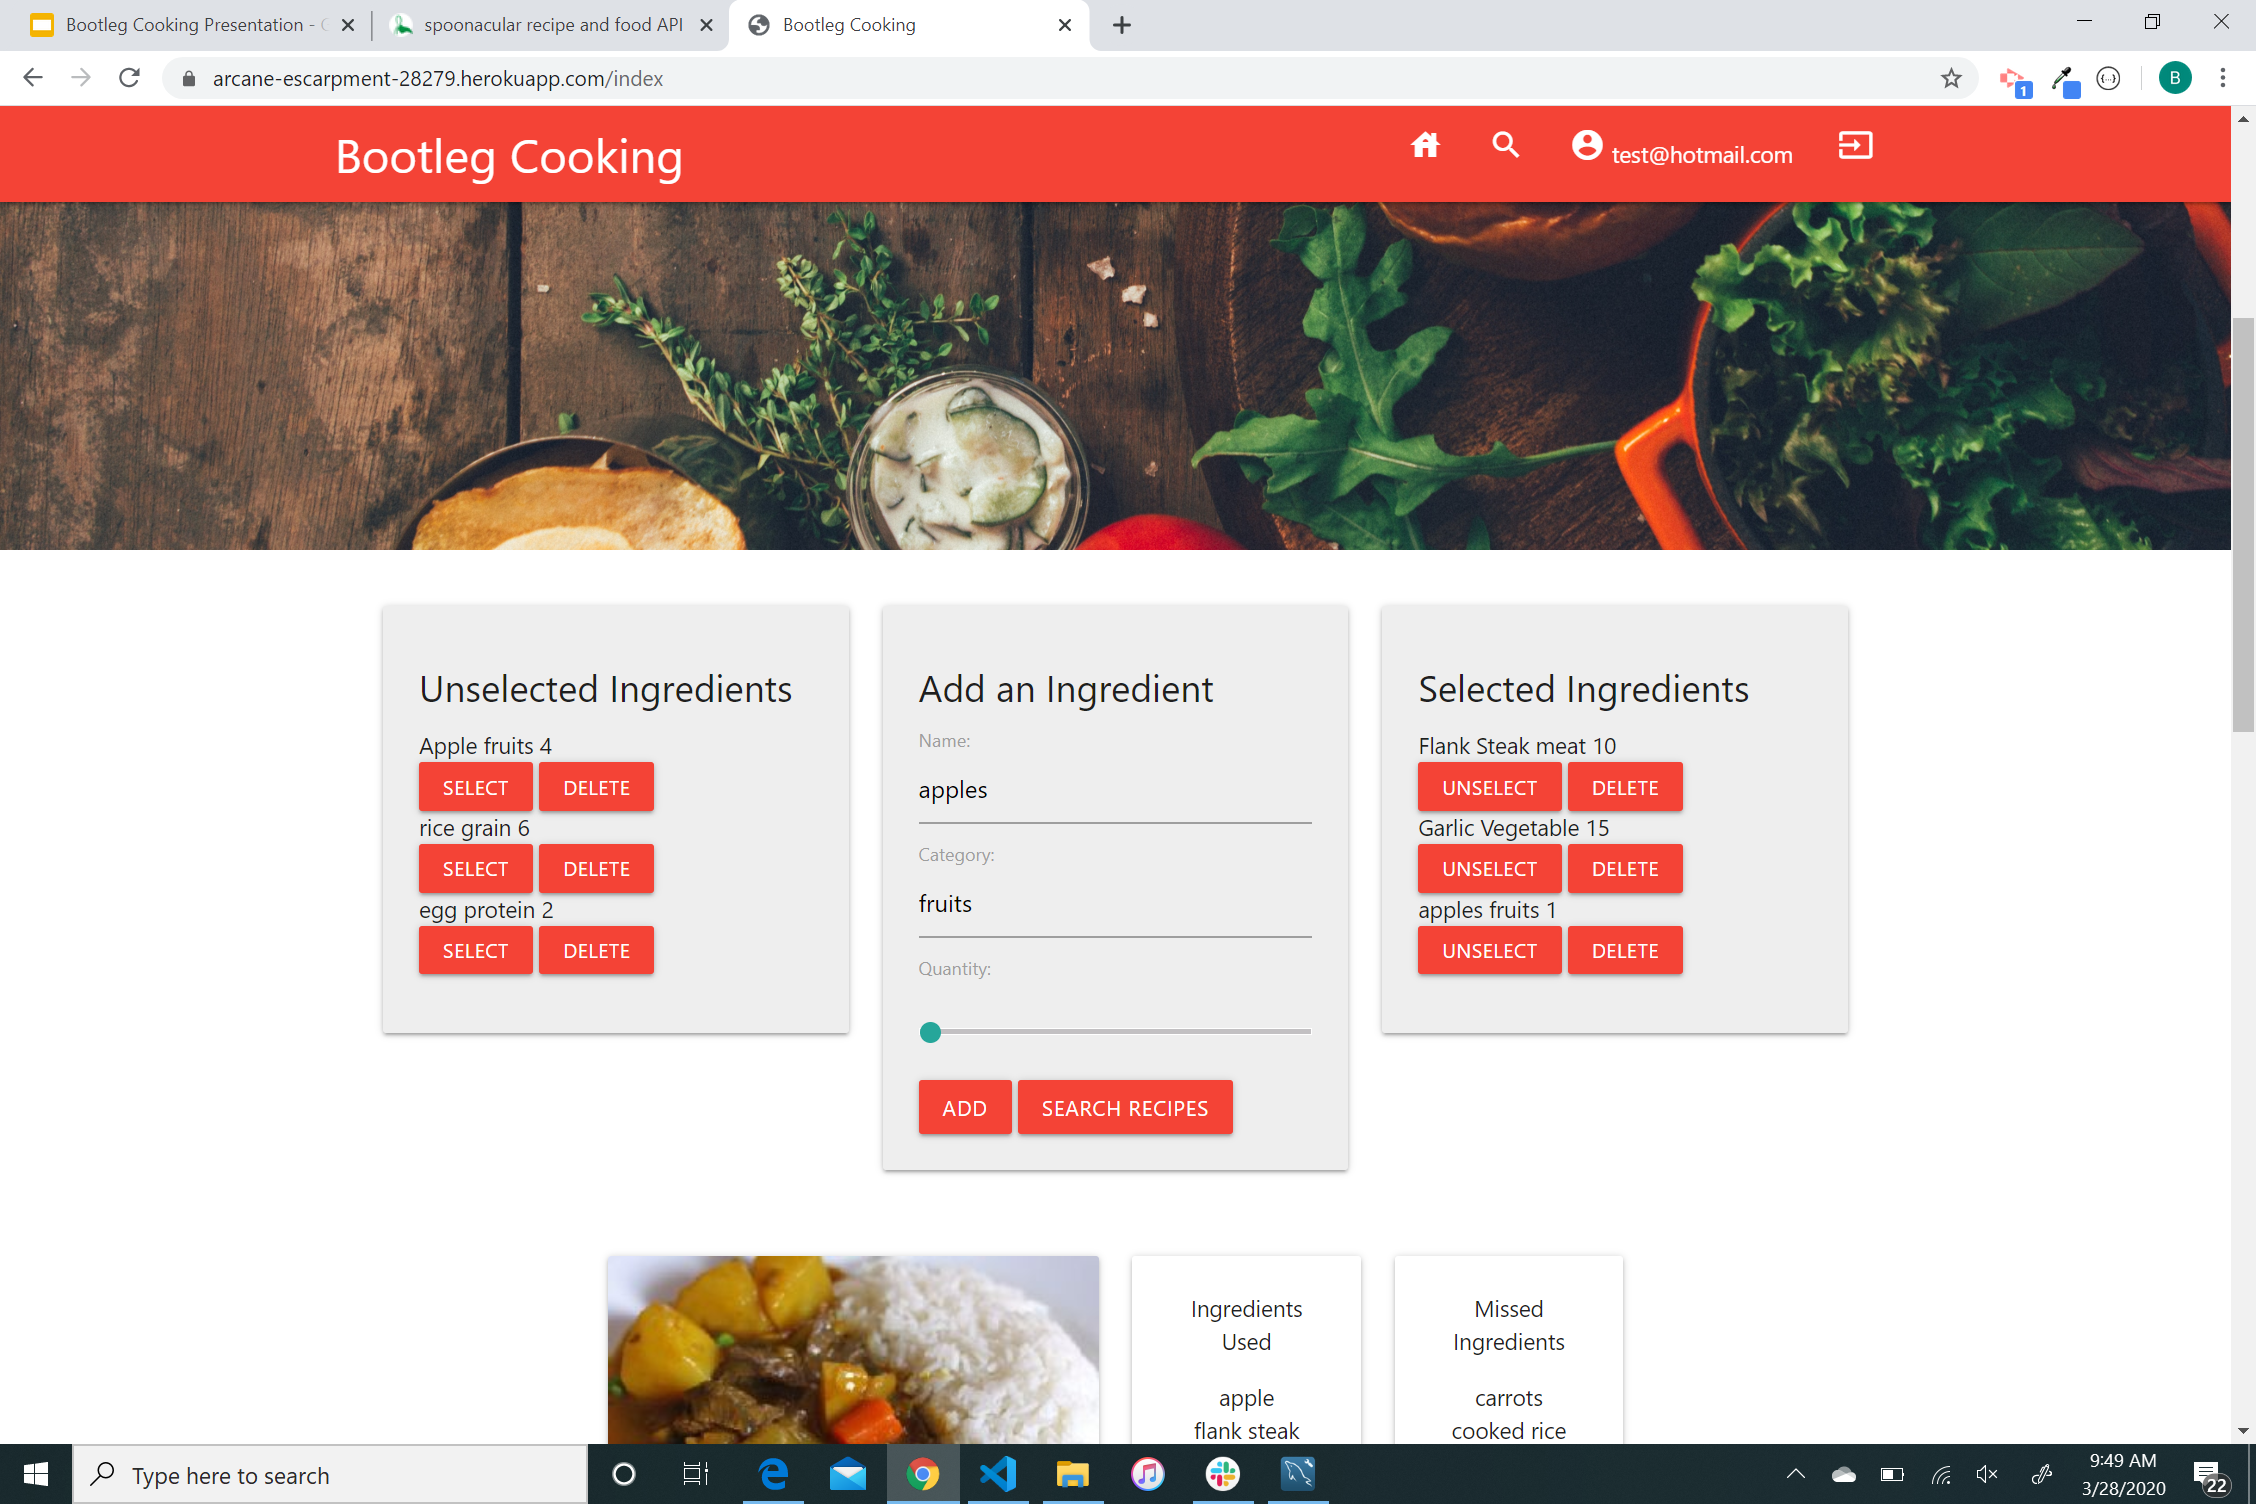 Bootleg Cooking Presentation -
spoonacular recipe and food API
Bootleg Cooking
arcane-escarpment-28279.herokuapp.com/index
1
B
Bootleg Cooking
test@hotmail.com
Unselected Ingredients
Apple fruits 4
SELECT DELETE
rice grain 6
SELECT DELETE
egg protein 2
SELECT DELETE
Add an Ingredient
Name:
apples
Category:
fruits
Quantity:
ADD SEARCH RECIPES
Selected Ingredients
Flank Steak meat 10
UNSELECT DELETE
Garlic Vegetable 15
UNSELECT DELETE
apples fruits 1
UNSELECT DELETE
Ingredients
Used
apple
flank steak
Missed
Ingredients
carrots
cooked rice
Type here to search
9:49 AM
3/28/2020
22